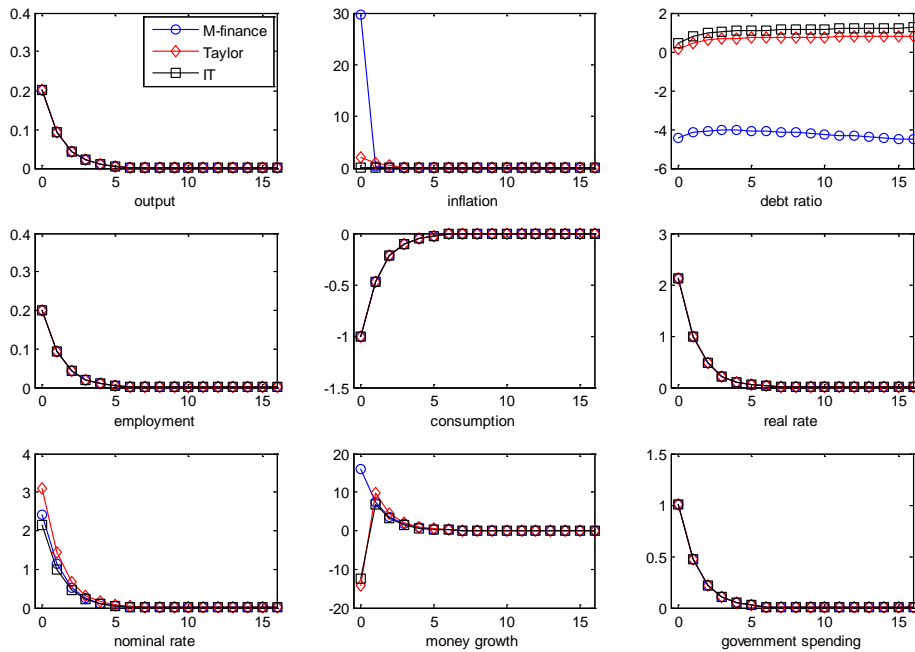 0.4
0.3
0.2
0.1
0
0 5 10 15
output
M-finance
Taylor
IT
30
20
10
0
0 5 10 15
inflation
2
0
-2
-4
-6
0 5 10 15
debt ratio
0.4
0.3
0.2
0.1
0
0 5 10 15
employment
0
-0.5
-1
-1.5
0 5 10 15
consumption
3
2
1
0
0 5 10 15
real rate
4
3
2
1
0
0 5 10 15
nominal rate
20
10
0
-10
-20
0 5 10 15
money growth
1.5
1
0.5
0
0 5 10 15
government spending